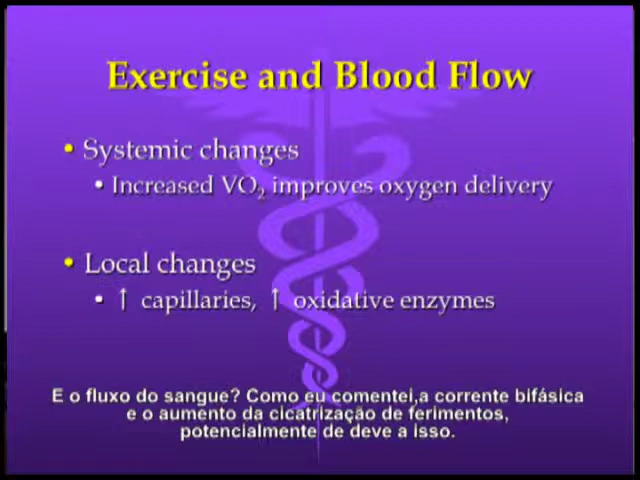 Exercise and Blood Flow
• Systemic changes
• Increased VO₂ improves oxygen delivery
• Local changes
• ↑ capillaries, ↑ oxidative enzymes
E o fluxo do sangue? Como eu comentei,a corrente bifásica
e o aumento da cicatrização de ferimentos,
potencialmente de deve a isso.